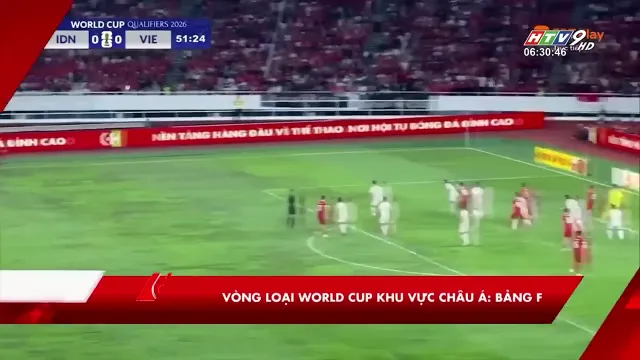 WORLD CUP QUALIFIERS 2026
IDN 0 0 VIE 51:24
HTV9 HD
06:30:46
ĐỈNH CAO
NỀN TẢNG HÀNG ĐẦU VỀ THỂ THAO NƠI HỘI TỤ BÓNG ĐÁ ĐỈNH CAO
VÒNG LOẠI WORLD CUP KHU VỰC CHÂU Á: BẢNG F